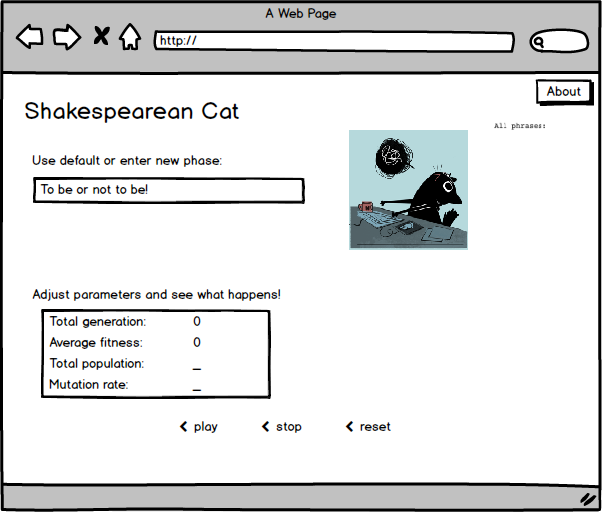 A Web Page
http://
About
Shakespearean Cat
All phrases:
Use default or enter new phase:
To be or not to be!
Adjust parameters and see what happens!
Total generation: 0
Average fitness: 0
Total population: _
Mutation rate: _
play stop reset